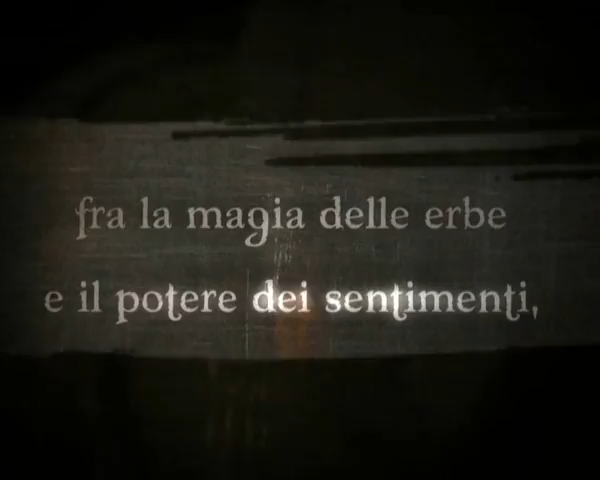 fra la magia delle erbe
e il potere dei sentimenti,